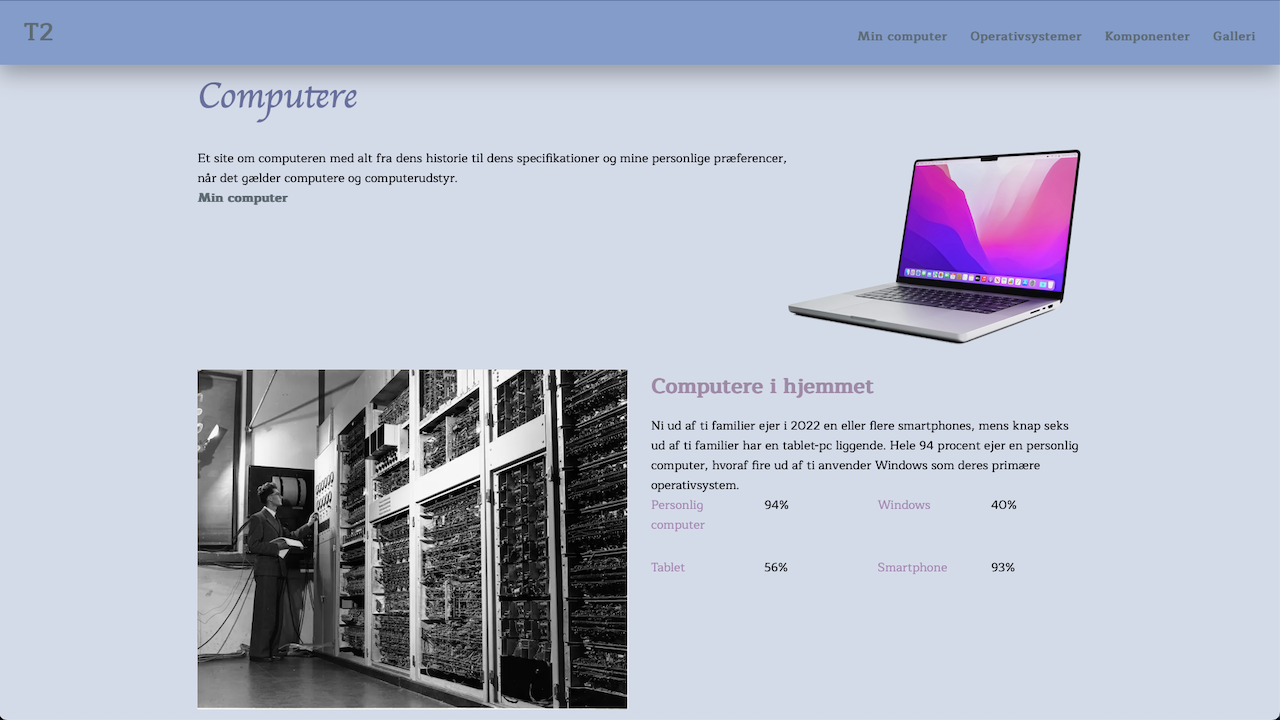 T2
Min computer Operativsystemer Komponenter Galleri
Computere
Et site om computeren med alt fra dens historie til dens specifikationer og mine personlige præferencer,
når det gælder computere og computerudstyr.
Min computer
Computere i hjemmet
Ni ud af ti familier ejer i 2022 en eller flere smartphones, mens knap seks
ud af ti familier har en tablet-pc liggende. Hele 94 procent ejer en personlig
computer, hvoraf fire ud af ti anvender Windows som deres primære
operativsystem.
Personlig computer 94% Windows 40%
Tablet 56% Smartphone 93%